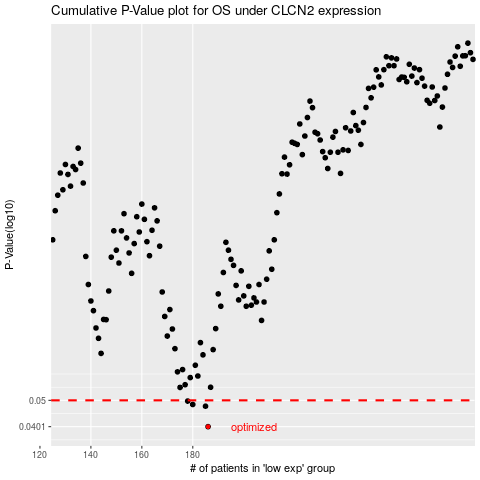 Cumulative P-Value plot for OS under CLCN2 expression
P-Value(log10)
0.05
0.0401
optimized
120 140 160 180
# of patients in 'low exp' group